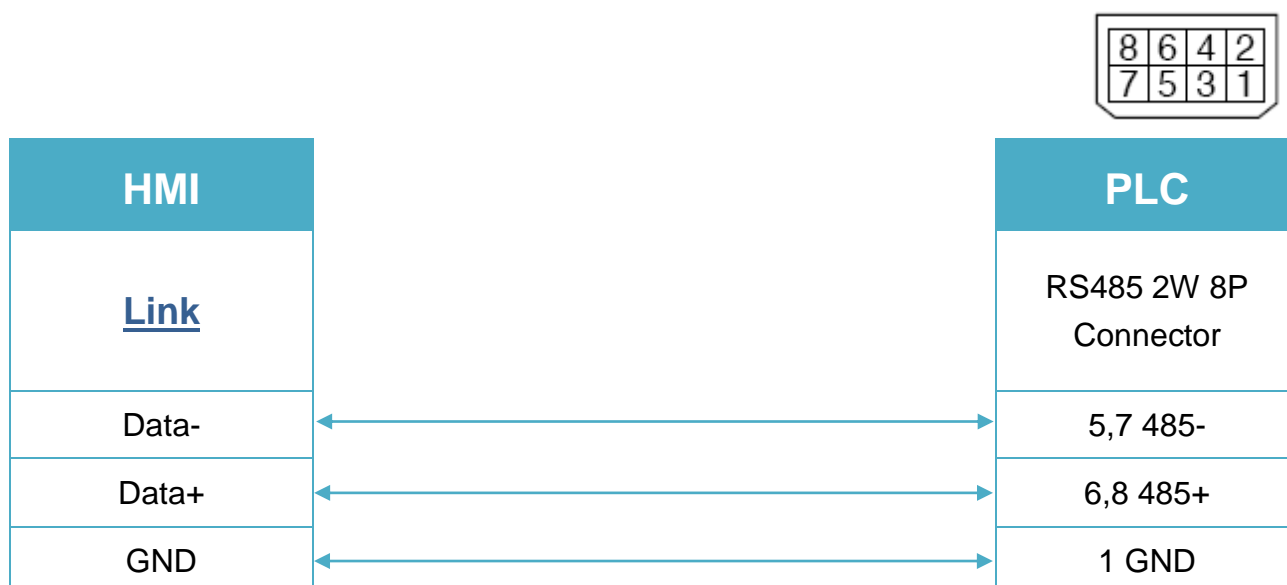 8 6 4 2
7 5 3 1
HMI PLC
Link RS485 2W 8P
Connector
Data- 5,7 485-
Data+ 6,8 485+
GND 1 GND